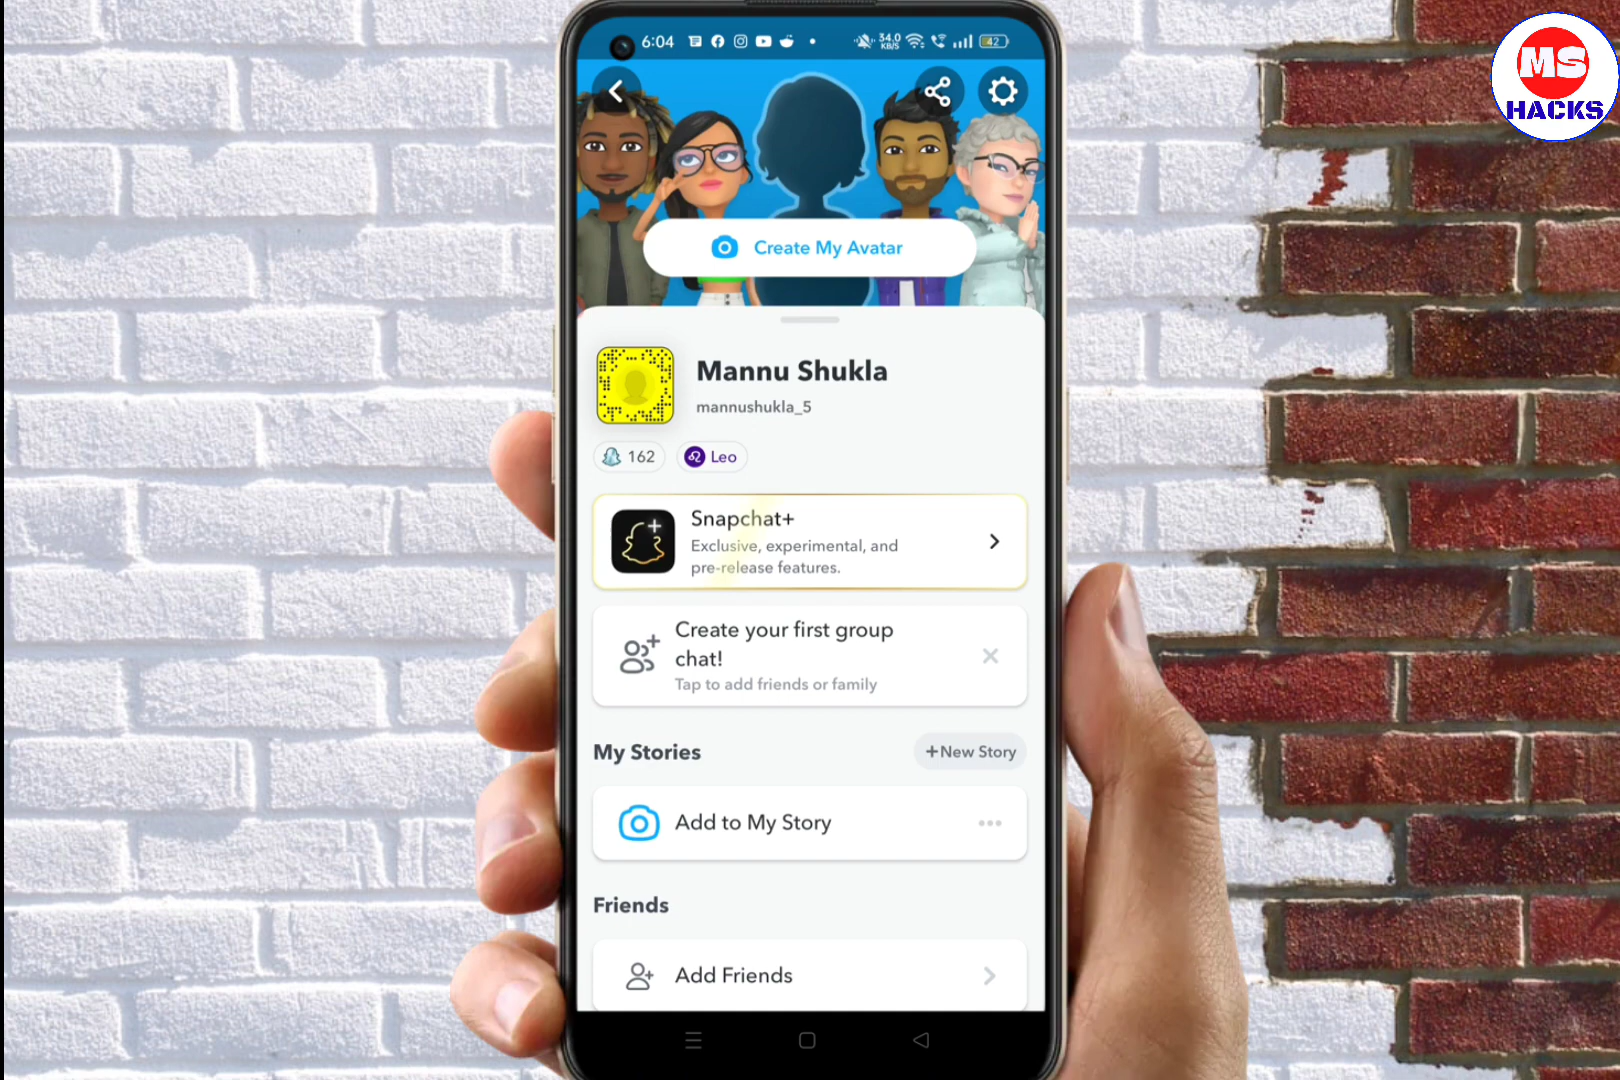 MS
HACKS
6:04
34.0
KB/S
42
Create My Avatar
Mannu Shukla
mannushukla_5
162
Leo
Snapchat+
Exclusive, experimental, and
pre-release features.
Create your first group
chat!
Tap to add friends or family
My Stories
+New Story
Add to My Story
Friends
Add Friends